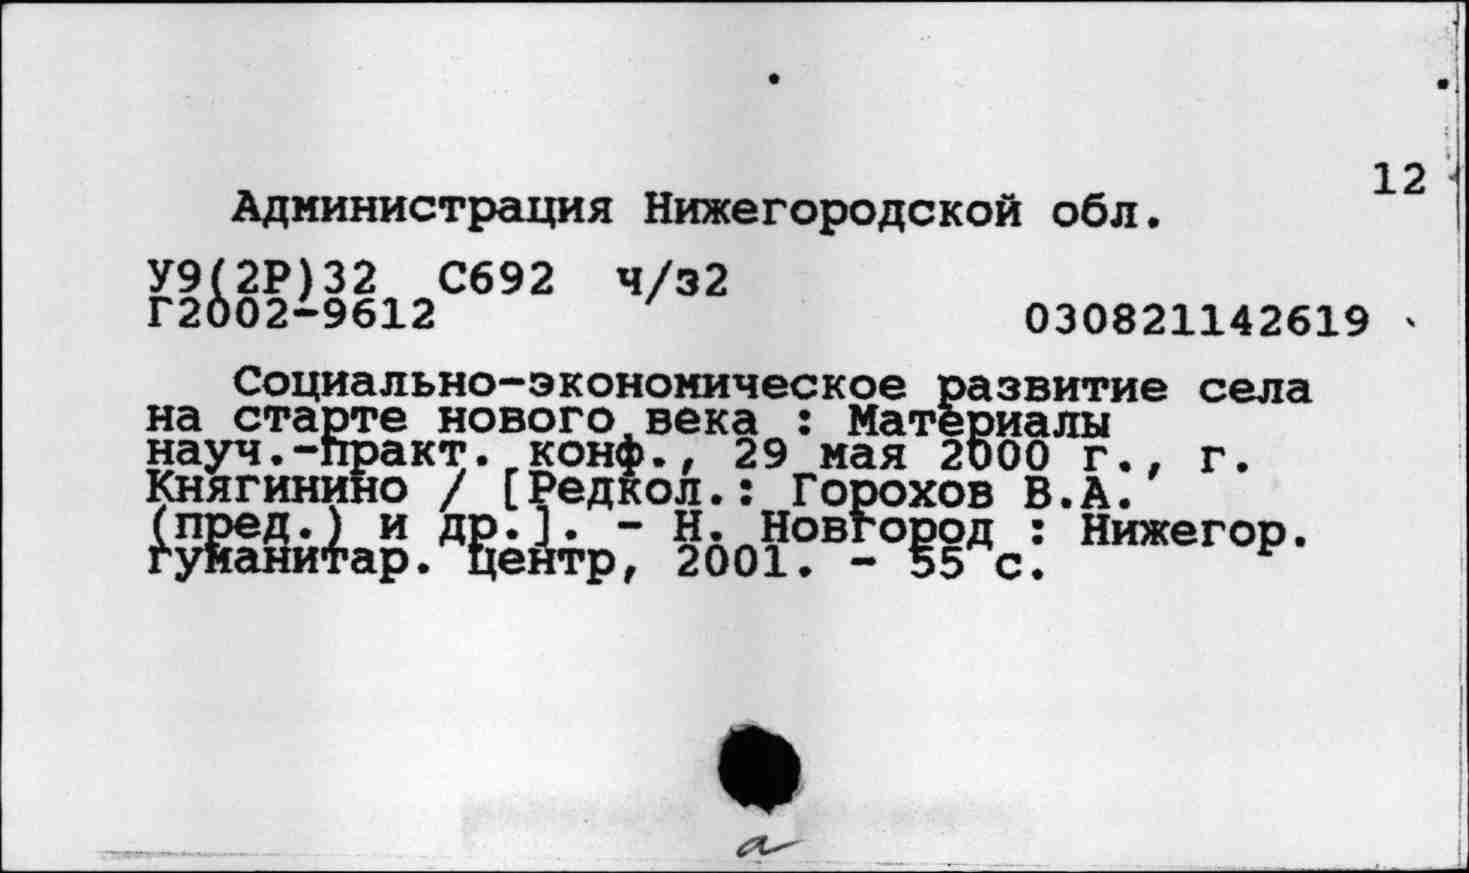 12
Администрация Нижегородской обл.
У9(2Р)32 С692 ч/з2
Г2002-9612
030821142619
Социально-экономическое развитие села
на старте нового века : Материалы
науч.-практ. конф., 29 мая 2000 г., г.
Княгинино / [Редкол.: Горохов В.А.
(пред.) и др.]. - Н. Новгород : Нижегор.
гуманитар. центр, 2001. - 55 с.